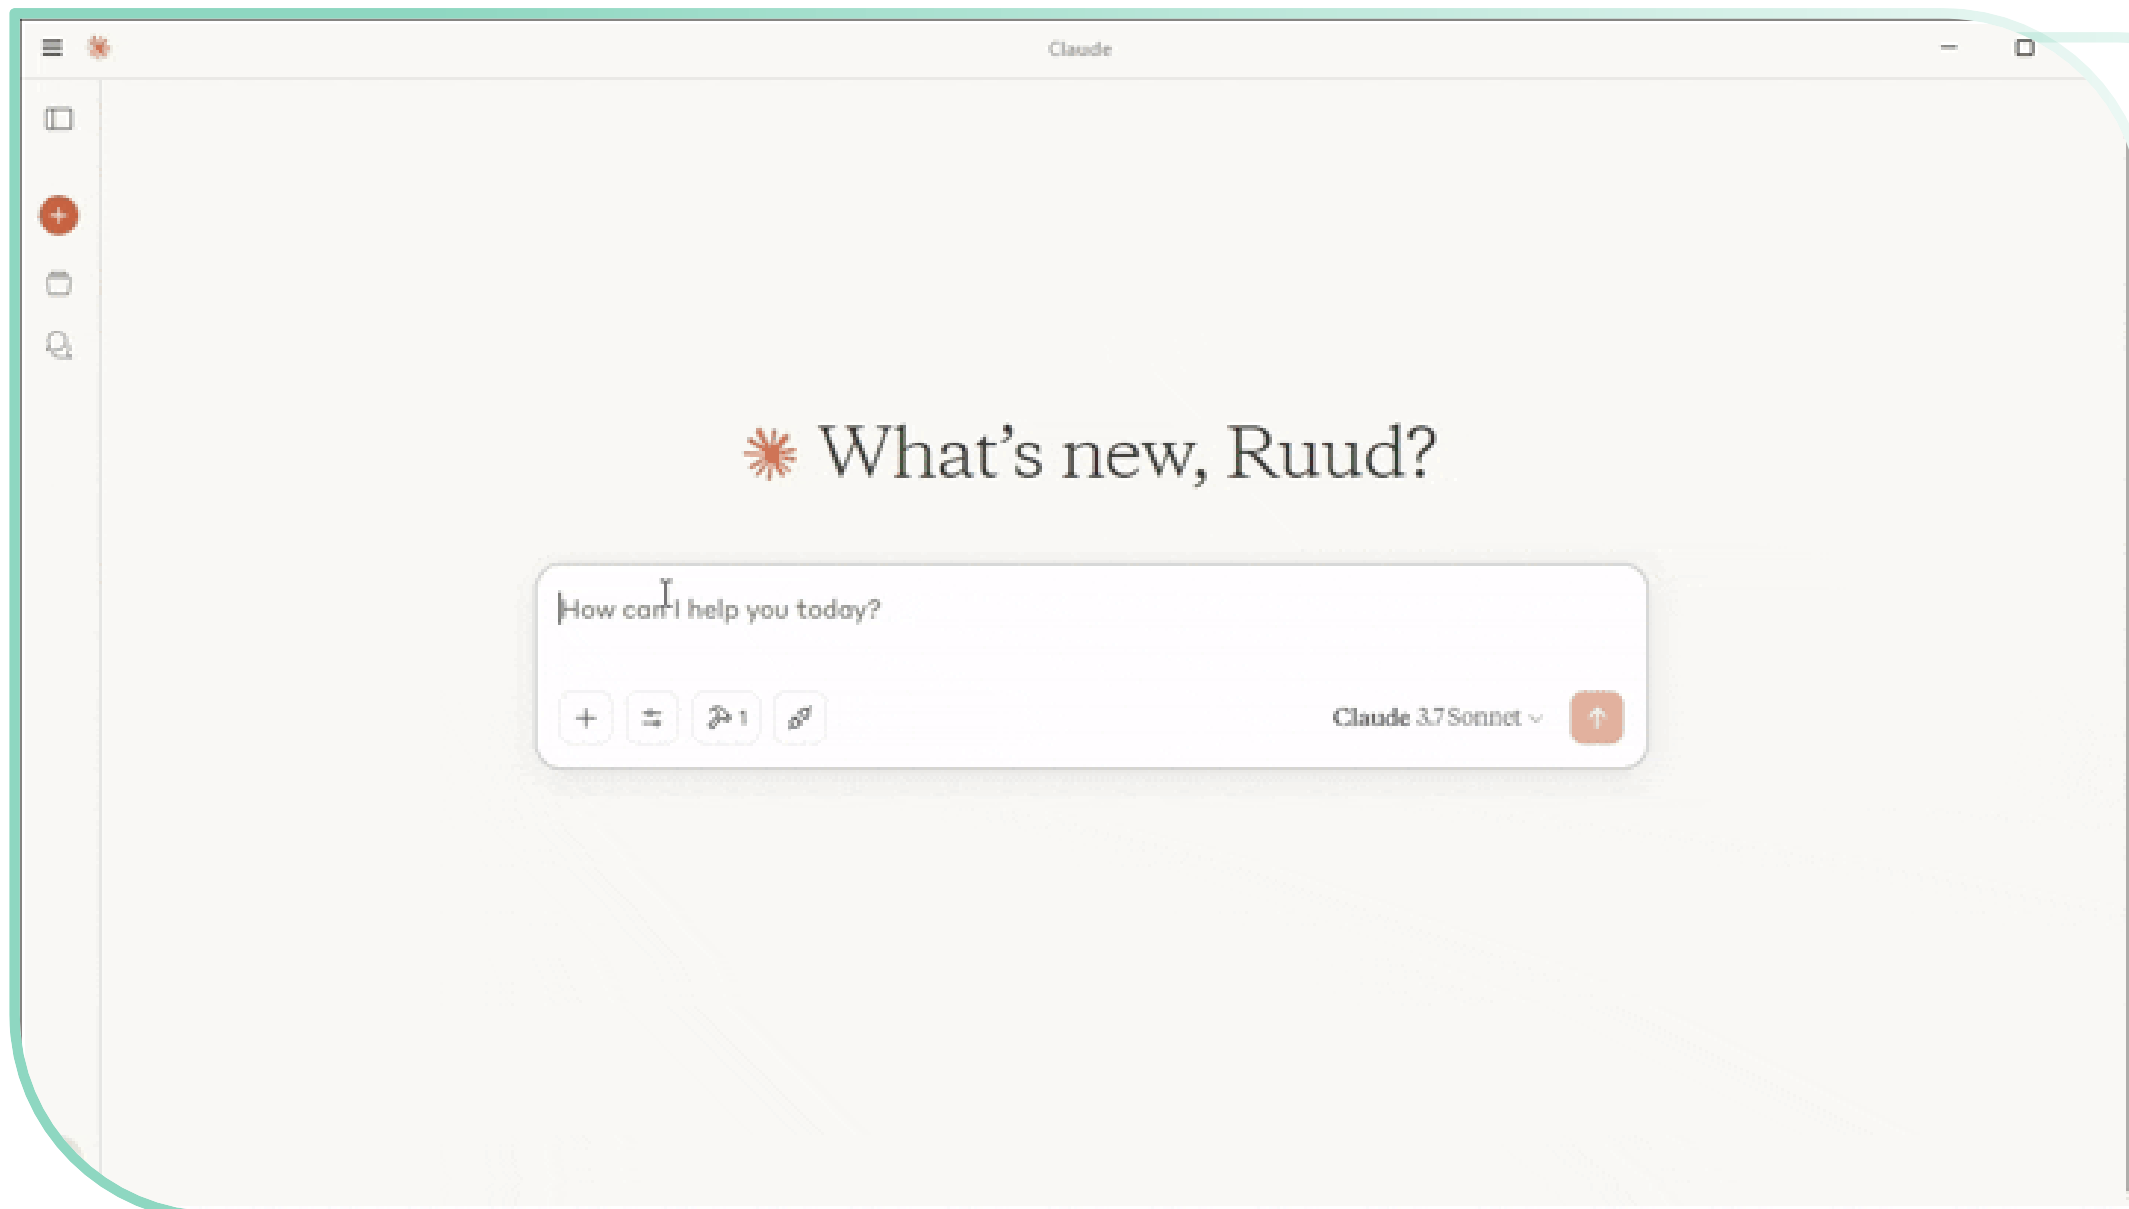 Claude
What's new, Ruud?
How can I help you today?
1
Claude 3.7 Sonnet